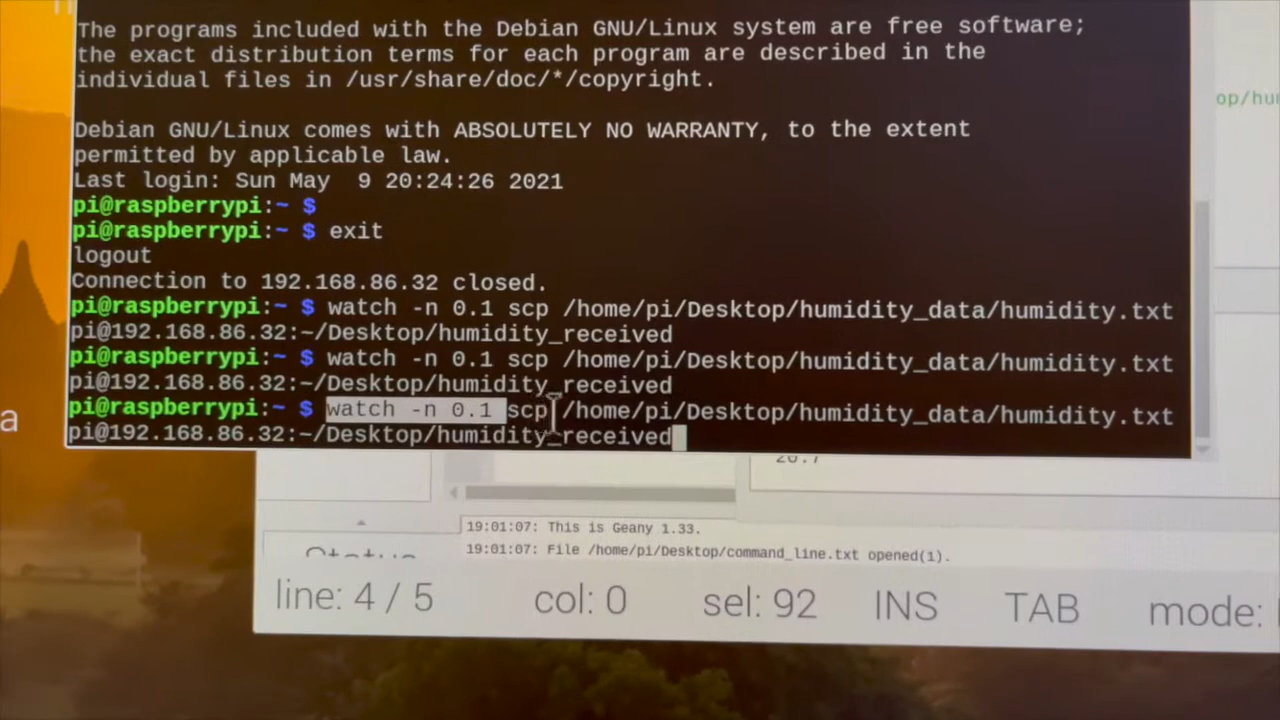 The programs included with the Debian GNU/Linux system are free software;
the exact distribution terms for each program are described in the
individual files in /usr/share/doc/*/copyright.
Debian GNU/Linux comes with ABSOLUTELY NO WARRANTY, to the extent
permitted by applicable law.
Last login: Sun May  9 20:24:26 2021
pi@raspberrypi:~ $
pi@raspberrypi:~ $ exit
logout
Connection to 192.168.86.32 closed.
pi@raspberrypi:~ $ watch -n 0.1 scp /home/pi/Desktop/humidity_data/humidity.txt
pi@192.168.86.32:~/Desktop/humidity_received
pi@raspberrypi:~ $ watch -n 0.1 scp /home/pi/Desktop/humidity_data/humidity.txt
pi@192.168.86.32:~/Desktop/humidity_received
pi@raspberrypi:~ $ watch -n 0.1 scp /home/pi/Desktop/humidity_data/humidity.txt
pi@192.168.86.32:~/Desktop/humidity_received
op/hu
a
19:01:07: This is Geany 1.33.
19:01:07: File /home/pi/Desktop/command_line.txt opened(1).
line: 4 / 5 col: 0 sel: 92 INS TAB mode: